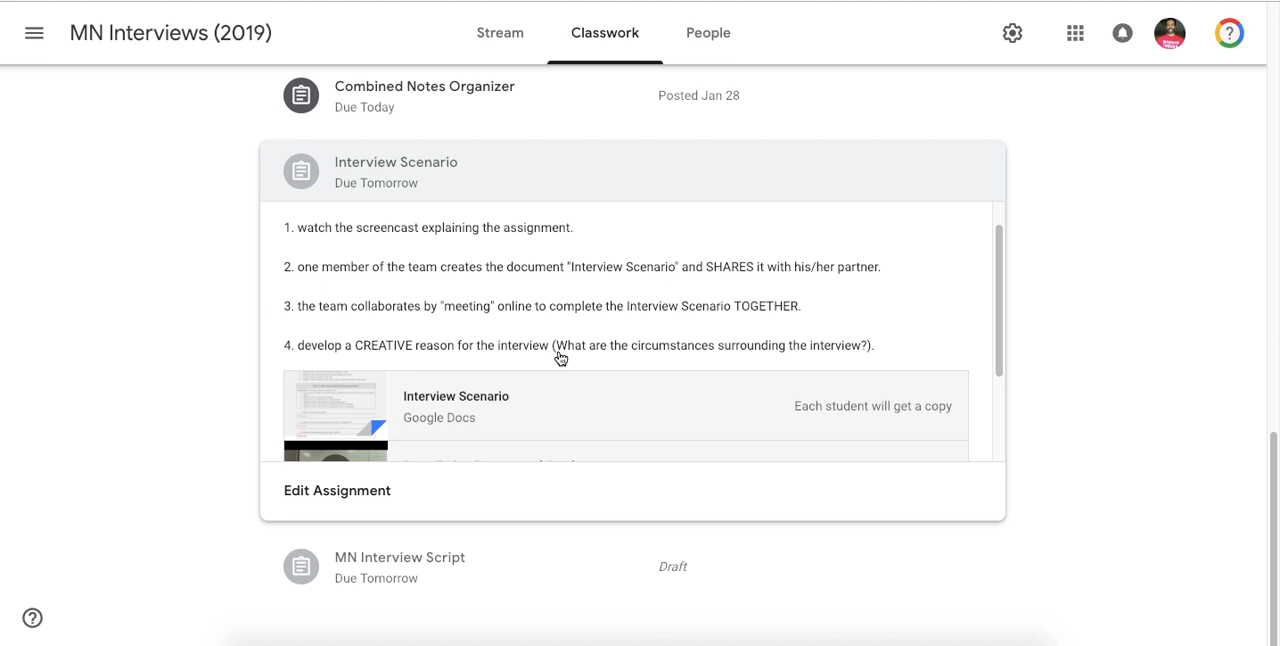 MN Interviews (2019)
Stream
Classwork
People
Combined Notes Organizer
Due Today
Posted Jan 28
Interview Scenario
Due Tomorrow
1. watch the screencast explaining the assignment.
2. one member of the team creates the document "Interview Scenario" and SHARES it with his/her partner.
3. the team collaborates by "meeting" online to complete the Interview Scenario TOGETHER.
4. develop a CREATIVE reason for the interview (What are the circumstances surrounding the interview?).
Interview Scenario
Google Docs
Each student will get a copy
Edit Assignment
MN Interview Script
Due Tomorrow
Draft